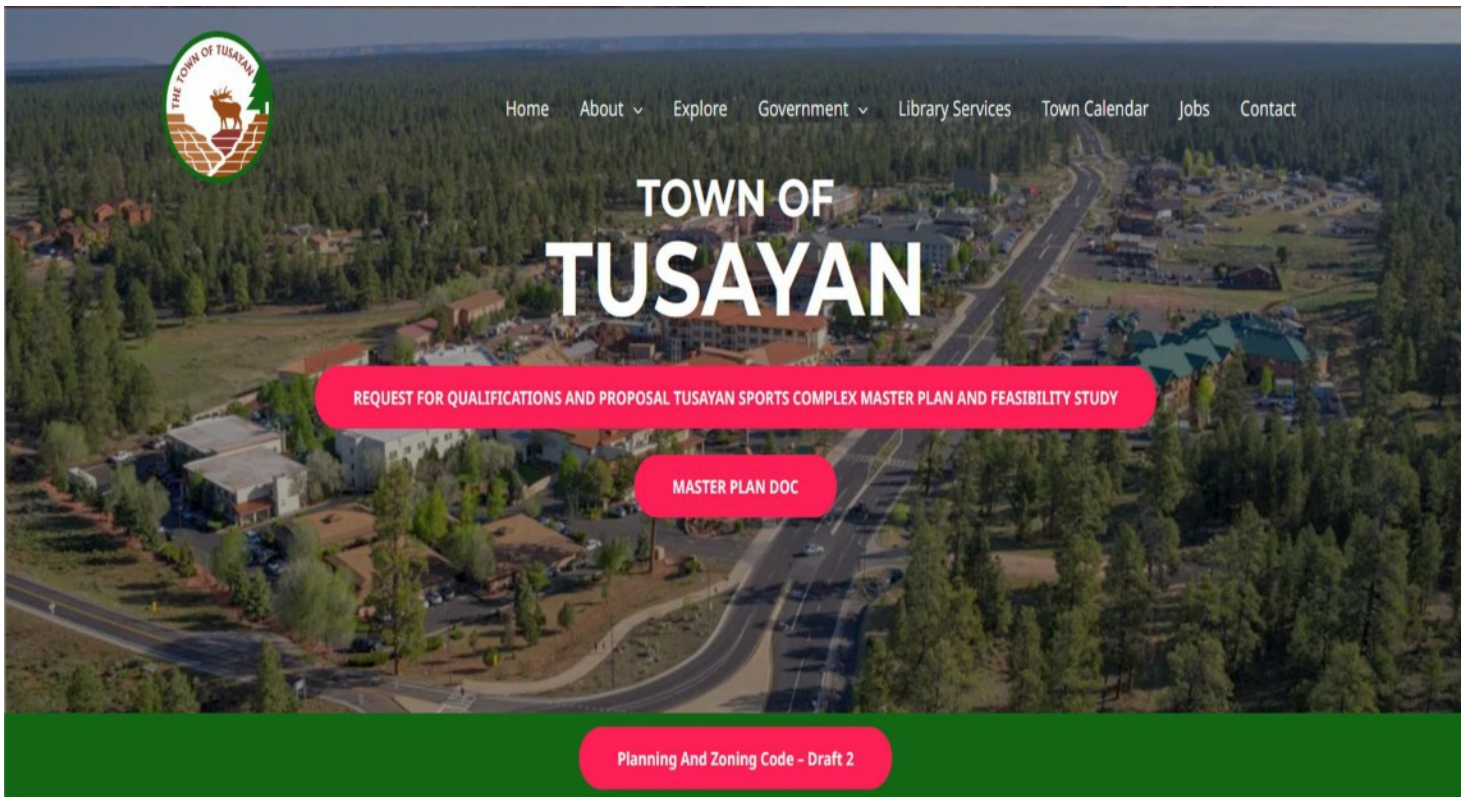 THE TOWN OF TUSAYAN
Home About Explore Government Library Services Town Calendar Jobs Contact
TOWN OF
TUSAYAN
REQUEST FOR QUALIFICATIONS AND PROPOSAL TUSAYAN SPORTS COMPLEX MASTER PLAN AND FEASIBILITY STUDY
MASTER PLAN DOC
Planning And Zoning Code – Draft 2